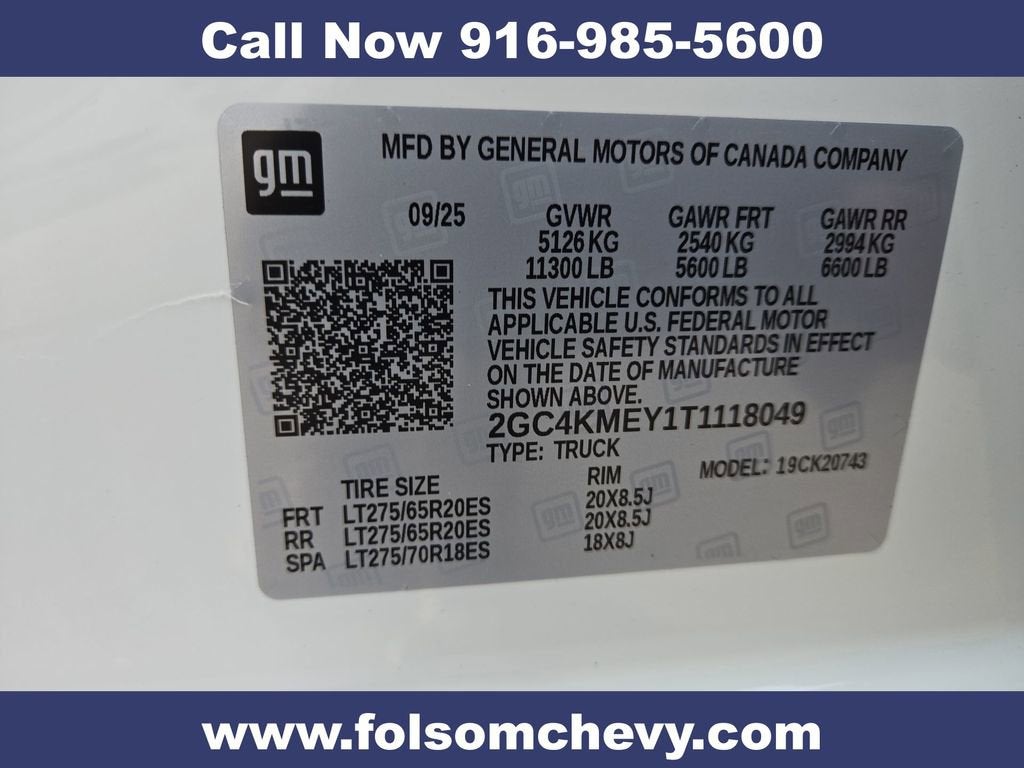 Call Now 916-985-5600
gm
MFD BY GENERAL MOTORS OF CANADA COMPANY
09/25 GVWR GAWR FRT GAWR RR
5126 KG 2540 KG 2994 KG
11300 LB 5600 LB 6600 LB
THIS VEHICLE CONFORMS TO ALL
APPLICABLE U.S. FEDERAL MOTOR
VEHICLE SAFETY STANDARDS IN EFFECT
ON THE DATE OF MANUFACTURE
SHOWN ABOVE.
2GC4KMEY1T1118049
TYPE: TRUCK MODEL: 19CK20743
TIRE SIZE RIM
FRT LT275/65R20ES 20X8.5J
RR LT275/65R20ES 20X8.5J
SPA LT275/70R18ES 18X8J
www.folsomchevy.com